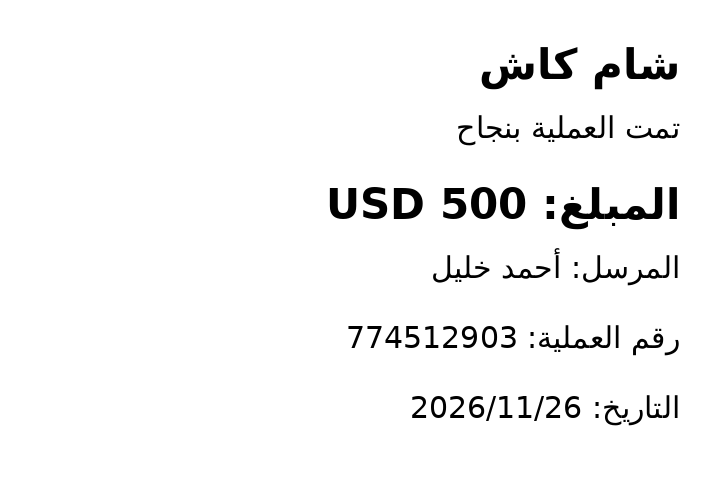 شام كاش
تمت العملية بنجاح
المبلغ: 500 USD
المرسل: أحمد خليل
رقم العملية: 774512903
التاريخ: 2026/11/26